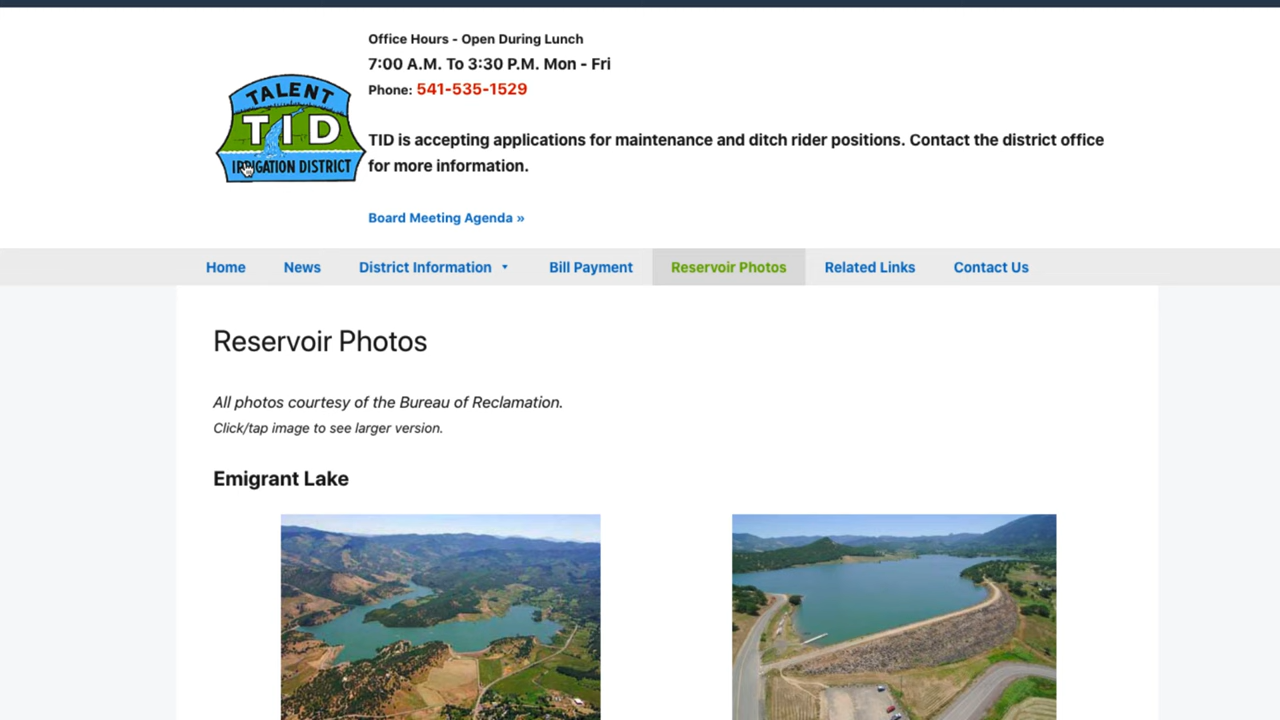 Office Hours - Open During Lunch
7:00 A.M. To 3:30 P.M. Mon - Fri
Phone: 541-535-1529
TALENT
TID
IRRIGATION DISTRICT
TID is accepting applications for maintenance and ditch rider positions. Contact the district office
for more information.
Board Meeting Agenda »
Home News District Information Bill Payment Reservoir Photos Related Links Contact Us
Reservoir Photos
All photos courtesy of the Bureau of Reclamation.
Click/tap image to see larger version.
Emigrant Lake